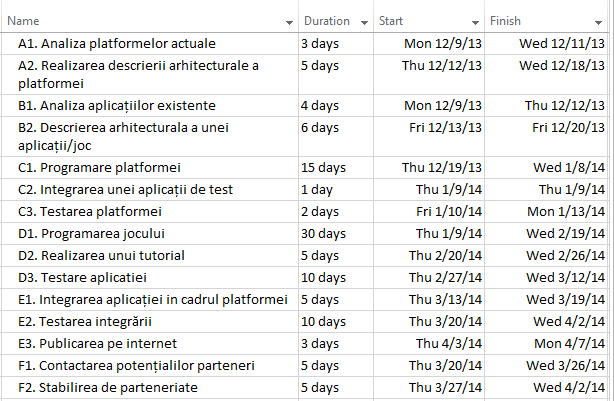 Name Duration Start Finish
A1. Analiza platformelor actuale 3 days Mon 12/9/13 Wed 12/11/13
A2. Realizarea descrierii arhitecturale a 5 days Thu 12/12/13 Wed 12/18/13
platformei
B1. Analiza aplicațiilor existente 4 days Mon 12/9/13 Thu 12/12/13
B2. Descrierea arhitecturala a unei 6 days Fri 12/13/13 Fri 12/20/13
aplicații/joc
C1. Programare platformei 15 days Thu 12/19/13 Wed 1/8/14
C2. Integrarea unei aplicații de test 1 day Thu 1/9/14 Thu 1/9/14
C3. Testarea platformei 2 days Fri 1/10/14 Mon 1/13/14
D1. Programarea jocului 30 days Thu 1/9/14 Wed 2/19/14
D2. Realizarea unui tutorial 5 days Thu 2/20/14 Wed 2/26/14
D3. Testare aplicatiei 10 days Thu 2/27/14 Wed 3/12/14
E1. Integrarea aplicației in cadrul platformei 5 days Thu 3/13/14 Wed 3/19/14
E2. Testarea integrării 10 days Thu 3/20/14 Wed 4/2/14
E3. Publicarea pe internet 3 days Thu 4/3/14 Mon 4/7/14
F1. Contactarea potențialilor parteneri 5 days Thu 3/20/14 Wed 3/26/14
F2. Stabilirea de parteneriate 5 days Thu 3/27/14 Wed 4/2/14